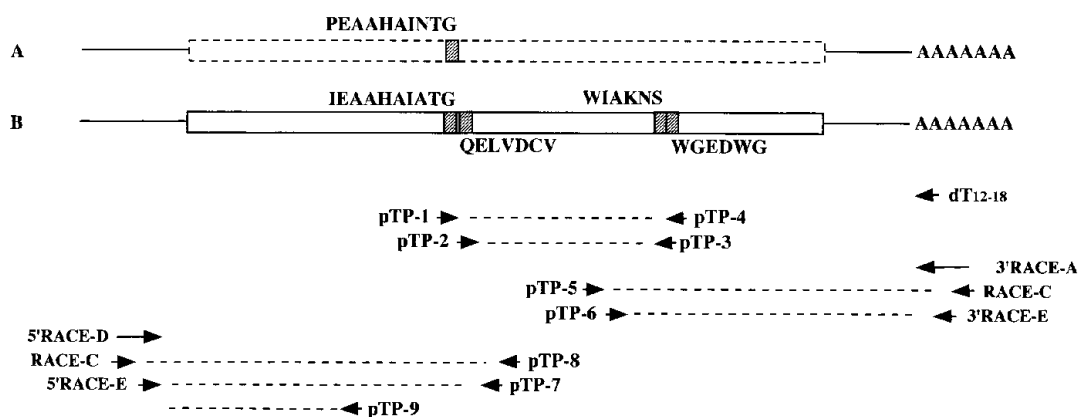 PEAAHAINTG
A AAAAAAA
IEAAHAIATG WIAKNS
B AAAAAAA
QELVDCV WGEDWG
dT12-18
pTP-1 pTP-4
pTP-2 pTP-3
3'RACE-A
pTP-5 RACE-C
pTP-6 3'RACE-E
5'RACE-D
RACE-C pTP-8
5'RACE-E pTP-7
pTP-9